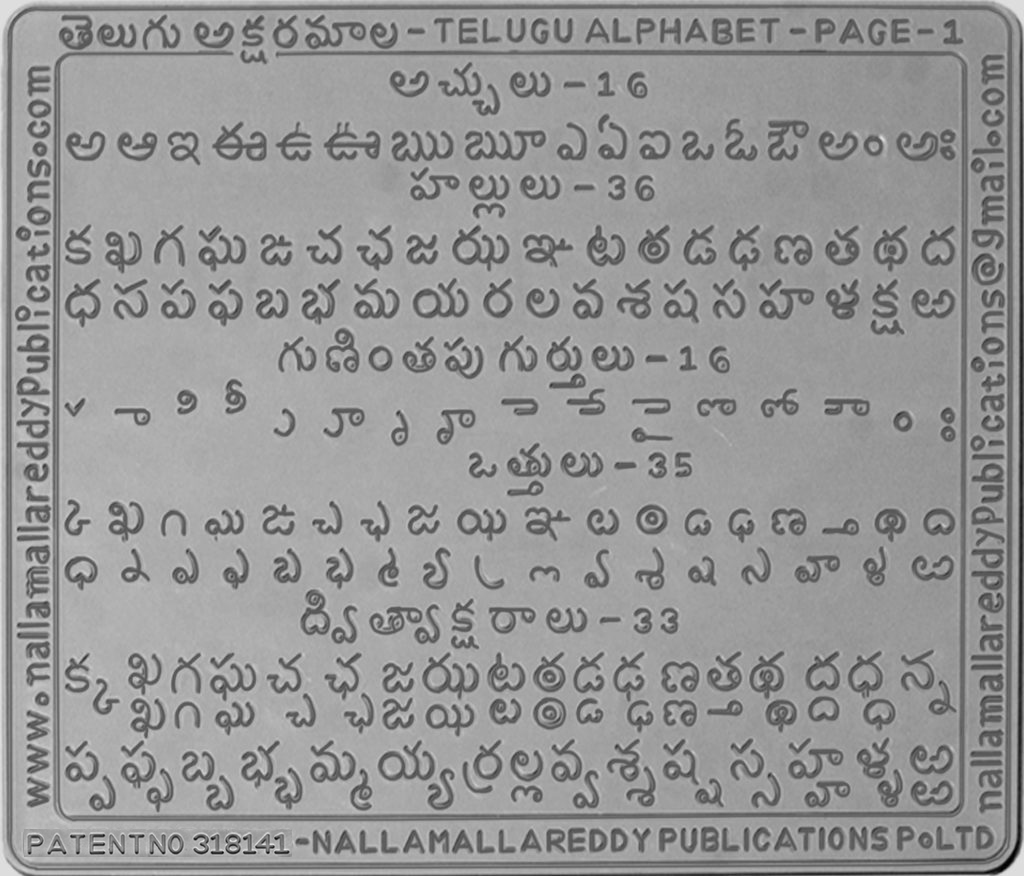 తెలుగు అక్షరమాల - TELUGU ALPHABET - PAGE - 1
అచ్చులు - 16
అ ఆ ఇ ఈ ఉ ఊ ఋ ౠ ఎ ఏ ఐ ఒ ఓ ఔ అం అః
హల్లులు - 36
క ఖ గ ఘ ఙ చ ఛ జ ఝ ఞ ట ఠ డ ఢ ణ త థ ద
ధ న ప ఫ బ భ మ య ర ల వ శ ష స హ ళ క్ష ఱ
గుణింతపు గుర్తులు - 16
ఒత్తులు - 35
ద్విత్వాక్షరాలు - 33
క్క ఖ్ఖ గ్గ ఘ్ఘ చ్చ ఛ్ఛ జ్జ ఝ్ఝ ట్ట ఠ్ఠ డ్డ ఢ్ఢ ణ్ణ త్త థ్థ ద్ద ధ్ధ న్న
ప్ప ఫ్ఫ బ్బ భ్భ మ్మ య్య ర్ర ల్ల వ్వ శ్శ ష్ష స్స హ్హ ళ్ళ ఱ్ఱ
PATENT NO 318141 - NALLAMALLAREDDY PUBLICATIONS P•LTD
www.nallamallareddyPublications.com
nallamallareddyPublications@gmail.com